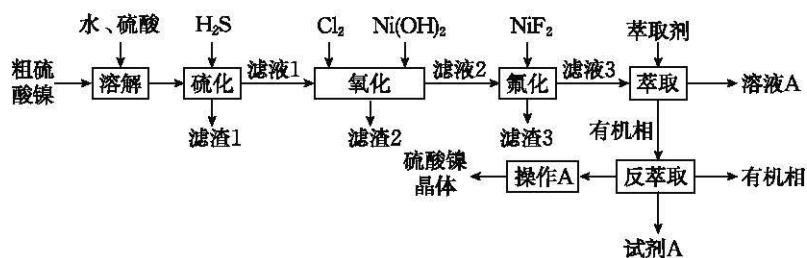 水、硫酸 H₂S Cl₂ Ni(OH)₂ NiF₂ 萃取剂
粗硫酸镍 溶解 硫化 滤液1 氧化 滤液2 氟化 滤液3 萃取 溶液A
滤渣1 滤渣2 滤渣3 有机相
硫酸镍晶体 操作A 反萃取 有机相
试剂A